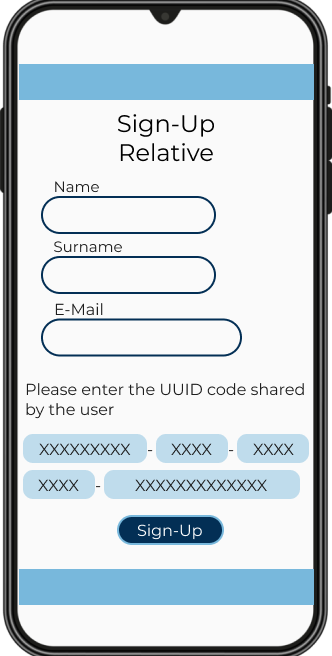 Sign-Up
Relative
Name
Surname
E-Mail
Please enter the UUID code shared
by the user
XXXXXXXXX - XXXX - XXXX
XXXX - XXXXXXXXXXXXX
Sign-Up